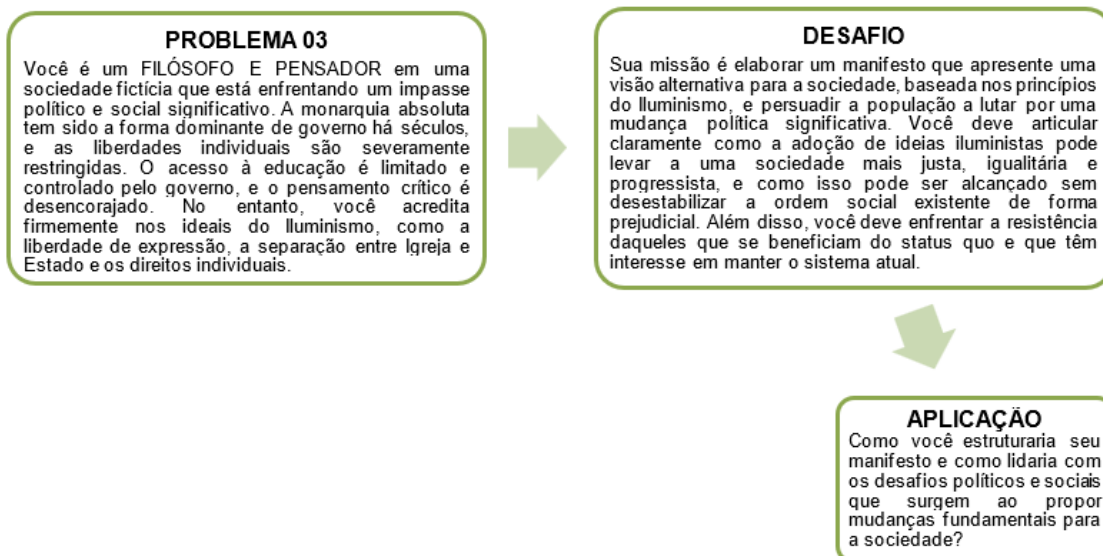 PROBLEMA 03
Você é um FILÓSOFO E PENSADOR em uma
sociedade fictícia que está enfrentando um impasse
político e social significativo. A monarquia absoluta
tem sido a forma dominante de governo há séculos,
e as liberdades individuais são severamente
restringidas. O acesso à educação é limitado e
controlado pelo governo, e o pensamento crítico é
desencorajado. No entanto, você acredita
firmemente nos ideais do Iluminismo, como a
liberdade de expressão, a separação entre Igreja e
Estado e os direitos individuais.
DESAFIO
Sua missão é elaborar um manifesto que apresente uma
visão alternativa para a sociedade, baseada nos princípios
do Iluminismo, e persuadir a população a lutar por uma
mudança política significativa. Você deve articular
claramente como a adoção de ideias iluministas pode
levar a uma sociedade mais justa, igualitária e
progressista, e como isso pode ser alcançado sem
desestabilizar a ordem social existente de forma
prejudicial. Além disso, você deve enfrentar a resistência
daqueles que se beneficiam do status quo e que têm
interesse em manter o sistema atual.
APLICAÇÃO
Como você estruturaria seu
manifesto e como lidaria com
os desafios políticos e sociais
que surgem ao propor
mudanças fundamentais para
a sociedade?